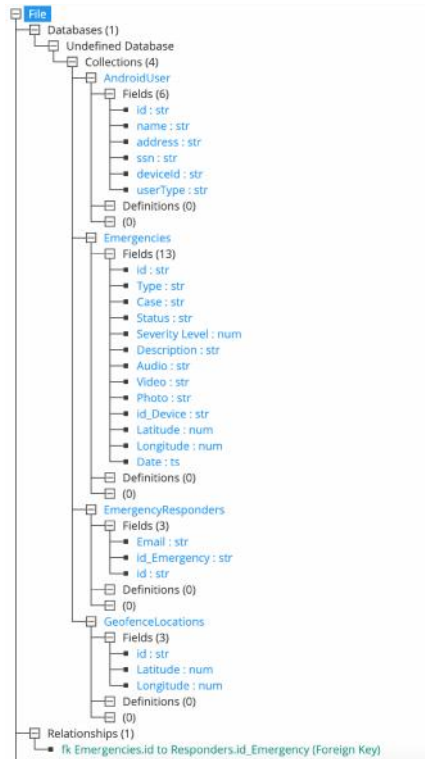 File
Databases (1)
Undefined Database
Collections (4)
AndroidUser
Fields (6)
id : str
name : str
address : str
ssn : str
deviceId : str
userType : str
Definitions (0)
(0)
Emergencies
Fields (13)
id : str
Type : str
Case : str
Status : str
Severity Level : num
Description : str
Audio : str
Video : str
Photo : str
id_Device : str
Latitude : num
Longitude : num
Date : ts
Definitions (0)
(0)
EmergencyResponders
Fields (3)
Email : str
id_Emergency : str
id : str
Definitions (0)
(0)
GeofenceLocations
Fields (3)
id : str
Latitude : num
Longitude : num
Definitions (0)
(0)
Relationships (1)
fk Emergencies.id to Responders.id_Emergency (Foreign Key)